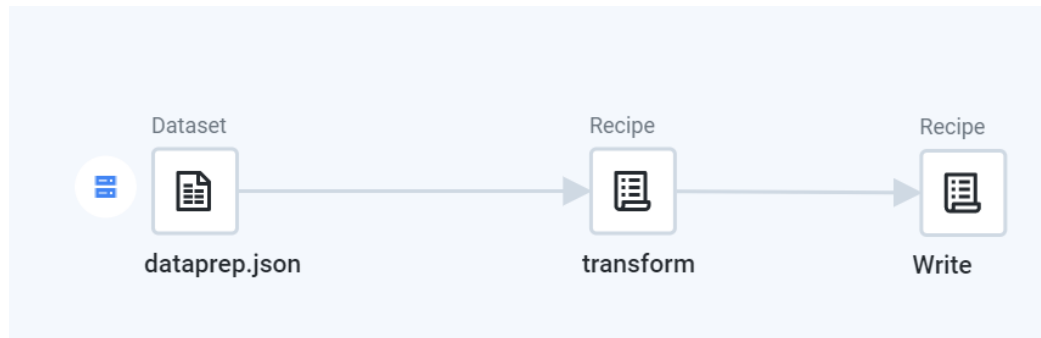 Dataset
Recipe
Recipe
dataprep.json
transform
Write